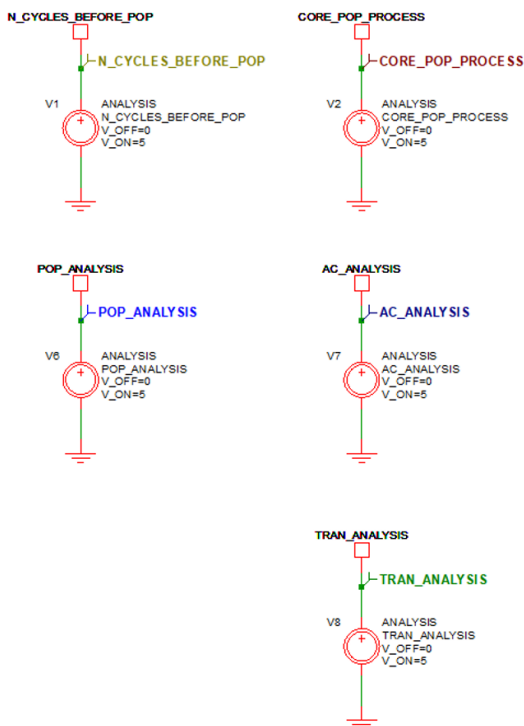 N_CYCLES_BEFORE_POP
N_CYCLES_BEFORE_POP
V1
ANALYSIS
N_CYCLES_BEFORE_POP
V_OFF=0
V_ON=5
CORE_POP_PROCESS
CORE_POP_PROCESS
V2
ANALYSIS
CORE_POP_PROCESS
V_OFF=0
V_ON=5
POP_ANALYSIS
POP_ANALYSIS
V6
ANALYSIS
POP_ANALYSIS
V_OFF=0
V_ON=5
AC_ANALYSIS
AC_ANALYSIS
V7
ANALYSIS
AC_ANALYSIS
V_OFF=0
V_ON=5
TRAN_ANALYSIS
TRAN_ANALYSIS
V8
ANALYSIS
TRAN_ANALYSIS
V_OFF=0
V_ON=5